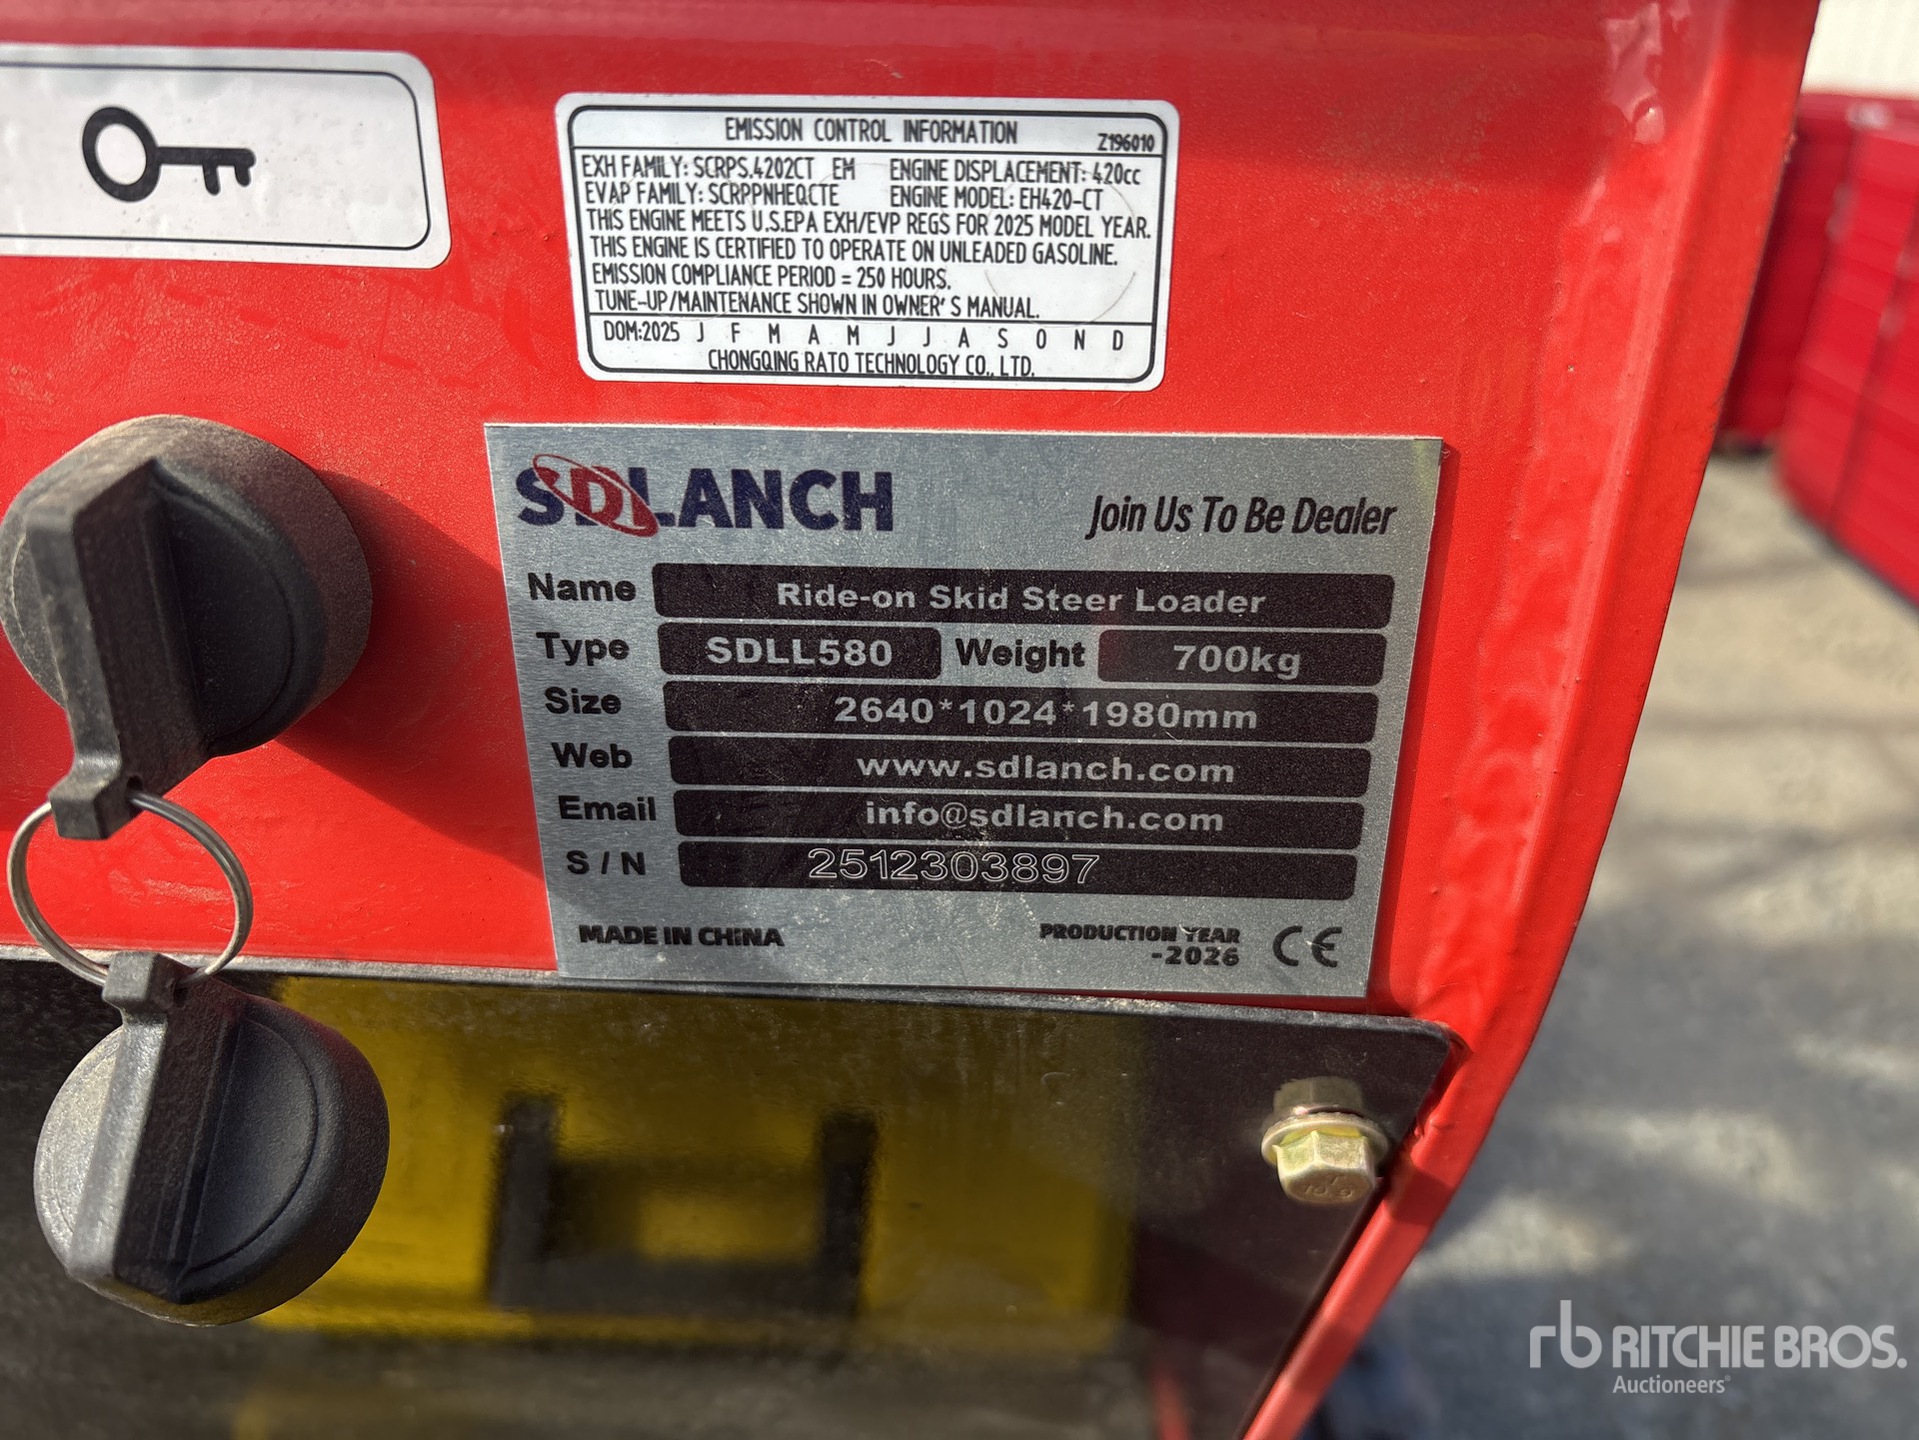 EMISSION CONTROL INFORMATION Z196010
EXH FAMILY: SCRPS.4202CT EM ENGINE DISPLACEMENT: 420cc
EVAP FAMILY: SCRPPNHEQCTE ENGINE MODEL: EH420-CT
THIS ENGINE MEETS U.S.EPA EXH/EVP REGS FOR 2025 MODEL YEAR.
THIS ENGINE IS CERTIFIED TO OPERATE ON UNLEADED GASOLINE.
EMISSION COMPLIANCE PERIOD = 250 HOURS.
TUNE-UP/MAINTENANCE SHOWN IN OWNER'S MANUAL.
DOM:2025 J F M A M J J A S O N D
CHONGQING RATO TECHNOLOGY CO., LTD.
SDLANCH Join Us To Be Dealer
Name Ride-on Skid Steer Loader
Type SDLL580 Weight 700kg
Size 2640*1024*1980mm
Web www.sdlanch.com
Email info@sdlanch.com
S/N 2512303897
MADE IN CHINA PRODUCTION YEAR
-2026 CE
10.9
rb RITCHIE BROS.
Auctioneers